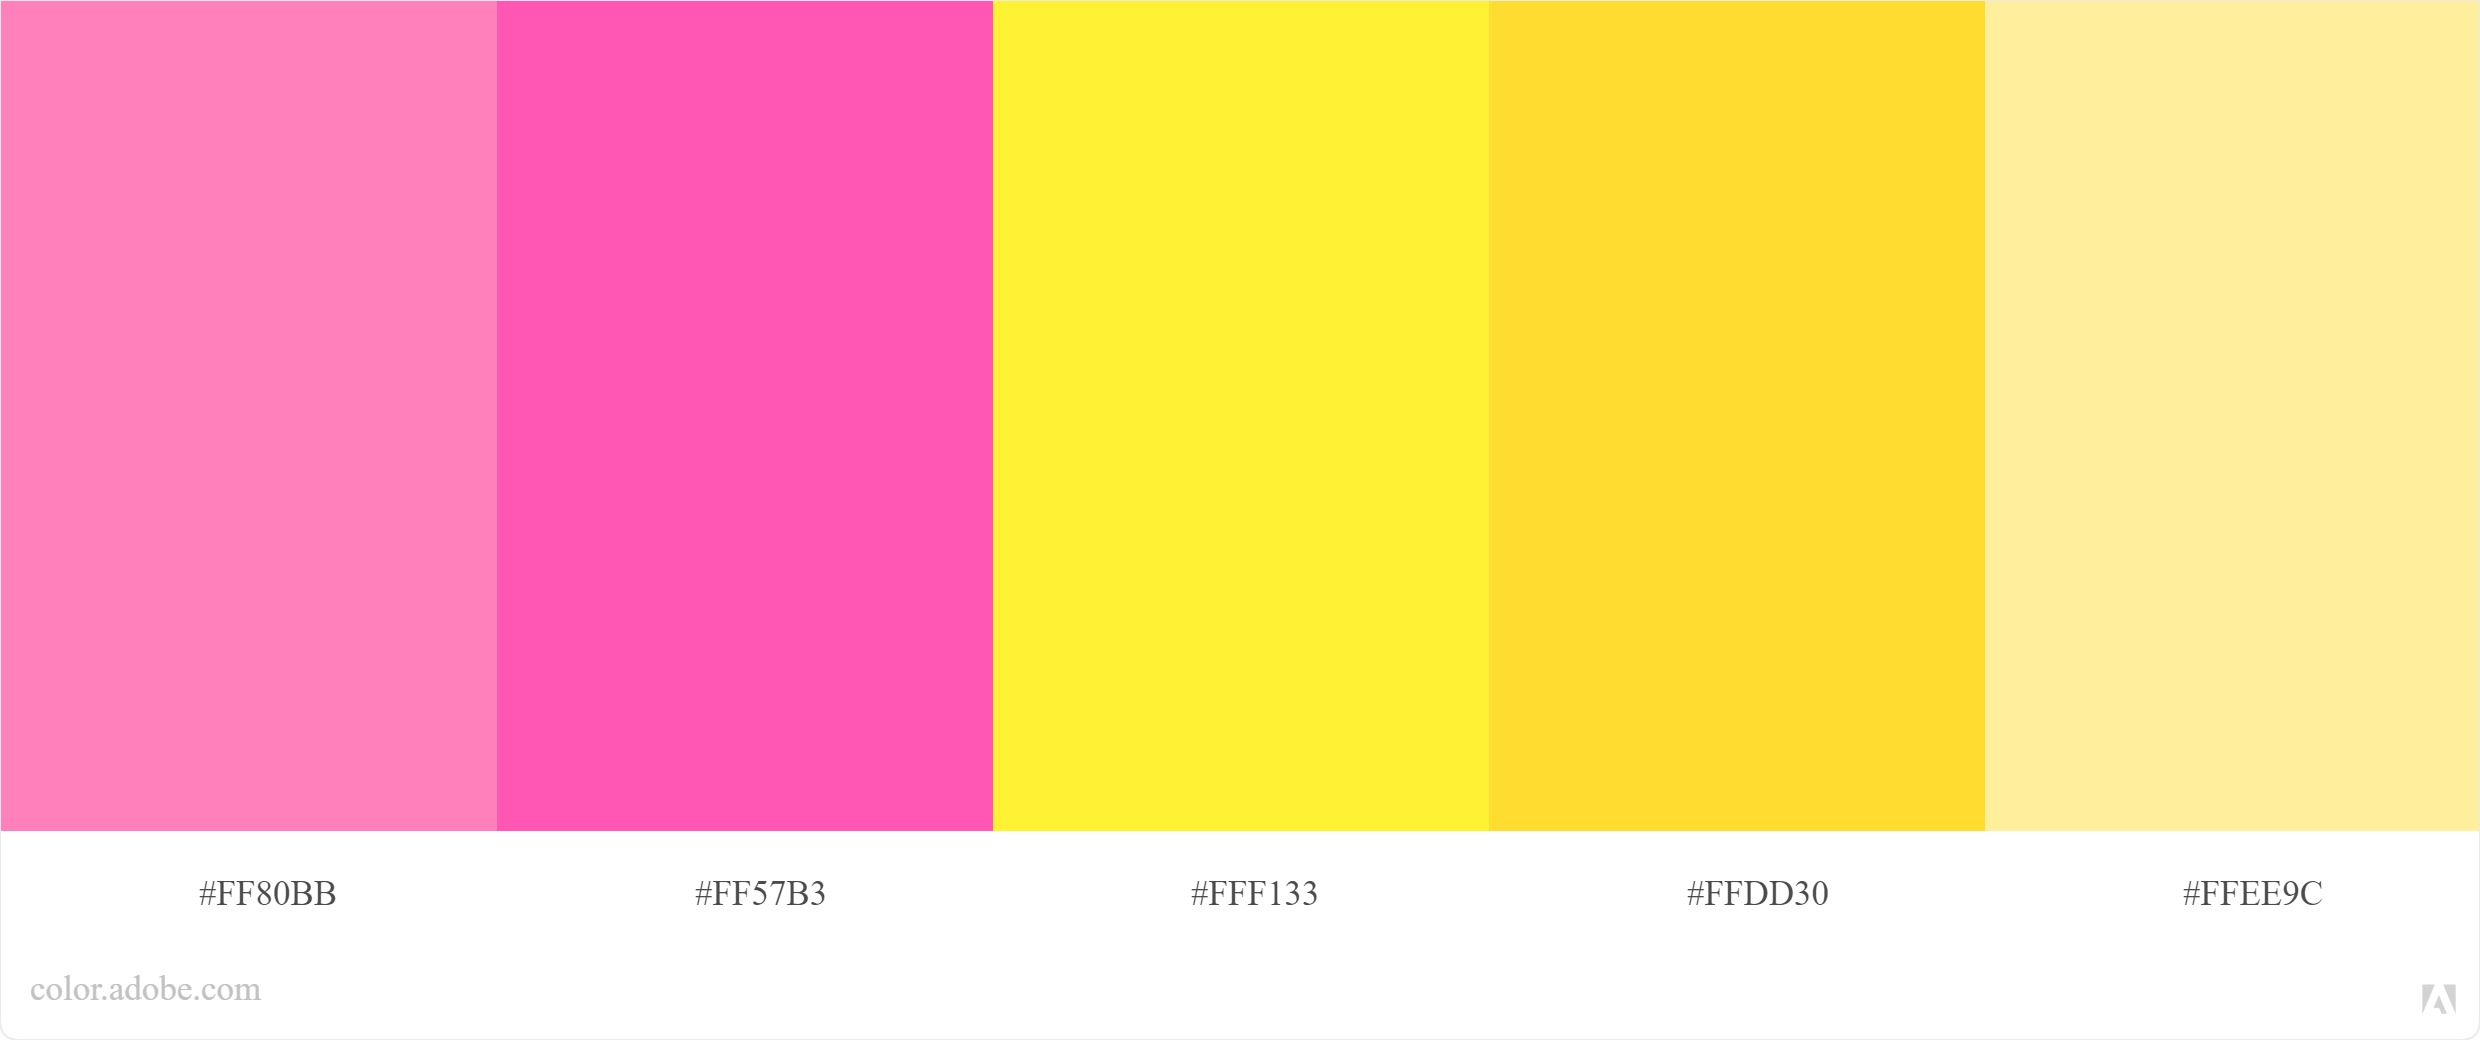 #FF80BB #FF57B3 #FFF133 #FFDD30 #FFEE9C
color.adobe.com